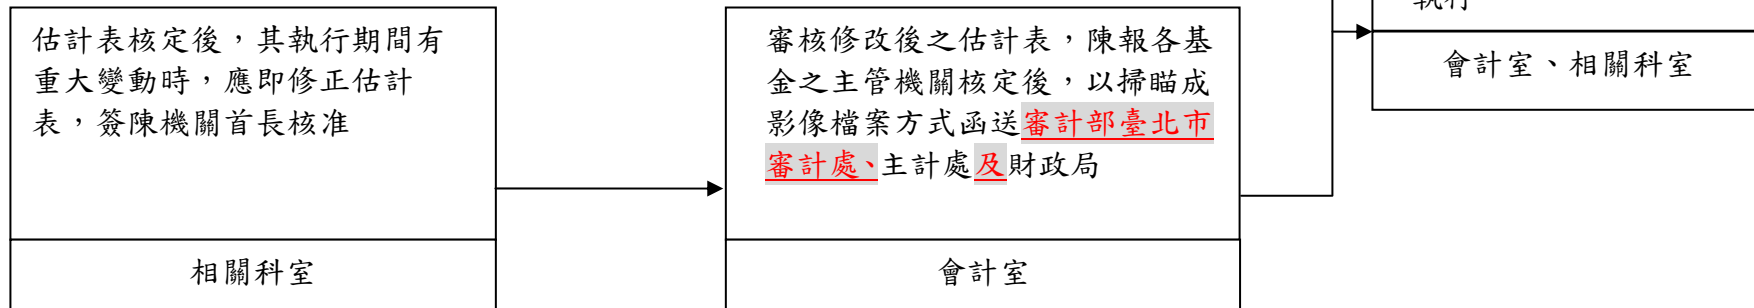 估計表核定後，其執行期間有
重大變動時，應即修正估計
表，簽陳機關首長核准
相關科室
審核修改後之估計表，陳報各基
金之主管機關核定後，以掃瞄成
影像檔案方式函送審計部臺北市
審計處、主計處及財政局
會計室
執行
會計室、相關科室